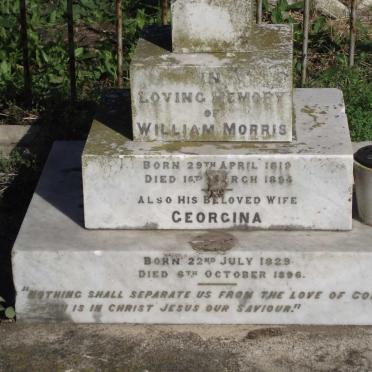 IN
LOVING MEMORY
OF
WILLIAM MORRIS
BORN 29TH APRIL 1819
DIED 16TH MARCH 1894
ALSO HIS BELOVED WIFE
GEORGINA
BORN 22ND JULY 1829
DIED 6TH OCTOBER 1896.
"NOTHING SHALL SEPARATE US FROM THE LOVE OF GOD
IS IN CHRIST JESUS OUR SAVIOUR."